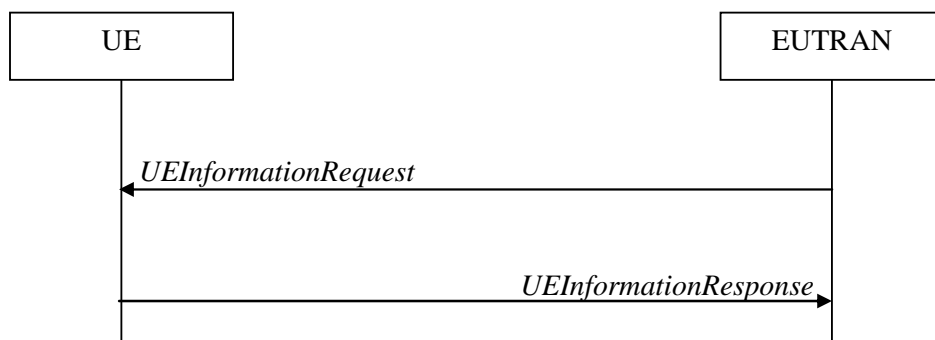 UE
EUTRAN
UEInformationRequest
UEInformationResponse